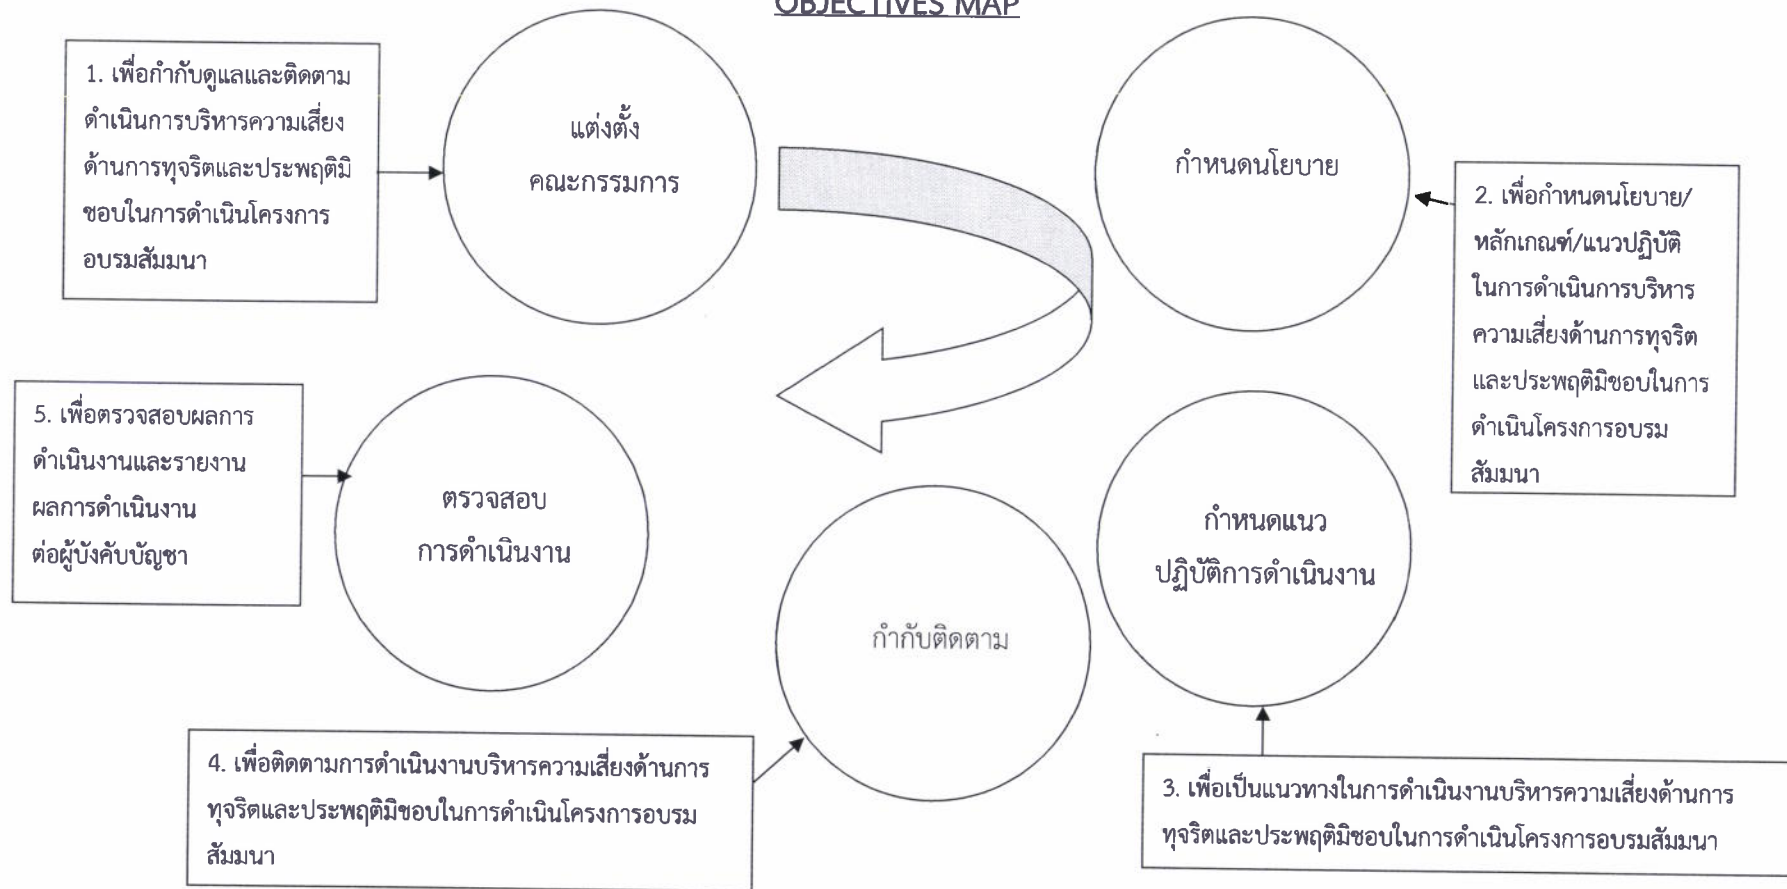 OBJECTIVES MAP
1. เพื่อกำกับดูแลและติดตาม
ดำเนินการบริหารความเสี่ยง
ด้านการทุจริตและประพฤติมิ
ชอบในการดำเนินโครงการ
อบรมสัมมนา
แต่งตั้ง
คณะกรรมการ
กำหนดนโยบาย
2. เพื่อกำหนดนโยบาย/
หลักเกณฑ์/แนวปฏิบัติ
ในการดำเนินการบริหาร
ความเสี่ยงด้านการทุจริต
และประพฤติมิชอบในการ
ดำเนินโครงการอบรม
สัมมนา
กำหนดแนว
ปฏิบัติการดำเนินงาน
3. เพื่อเป็นแนวทางในการดำเนินงานบริหารความเสี่ยงด้านการ
ทุจริตและประพฤติมิชอบในการดำเนินโครงการอบรมสัมมนา
กำกับติดตาม
4. เพื่อติดตามการดำเนินงานบริหารความเสี่ยงด้านการ
ทุจริตและประพฤติมิชอบในการดำเนินโครงการอบรม
สัมมนา
5. เพื่อตรวจสอบผลการ
ดำเนินงานและรายงาน
ผลการดำเนินงาน
ต่อผู้บังคับบัญชา
ตรวจสอบ
การดำเนินงาน